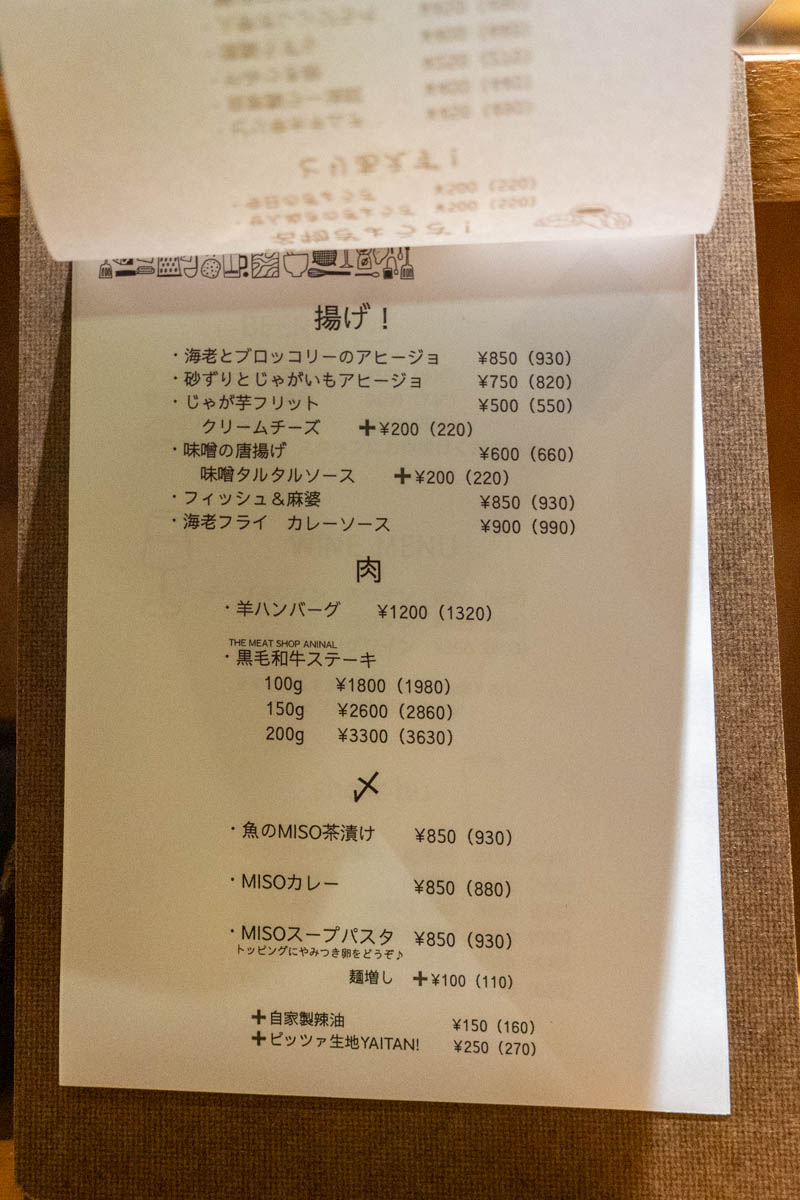 揚げ！
・海老とブロッコリーのアヒージョ ¥850（930）
・砂ずりとじゃがいもアヒージョ ¥750（820）
・じゃが芋フリット ¥500（550）
クリームチーズ ＋¥200（220）
・味噌の唐揚げ ¥600（660）
味噌タルタルソース ＋¥200（220）
・フィッシュ＆麻婆 ¥850（930）
・海老フライ カレーソース ¥900（990）
肉
・羊ハンバーグ ¥1200（1320）
THE MEAT SHOP ANINAL
・黒毛和牛ステーキ
100g ¥1800（1980）
150g ¥2600（2860）
200g ¥3300（3630）
〆
・魚のMISO茶漬け ¥850（930）
・MISOカレー ¥850（880）
・MISOスープパスタ ¥850（930）
トッピングにやみつき卵をどうぞ♪
麺増し ＋¥100（110）
＋自家製辣油 ¥150（160）
＋ピッツァ生地YAITAN! ¥250（270）